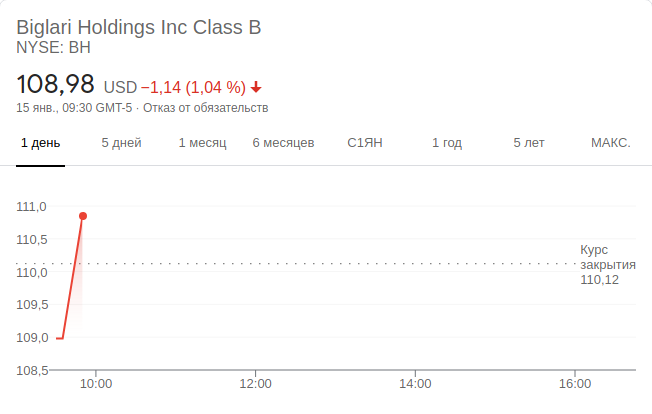 Biglari Holdings Inc Class B
NYSE: BH
108,98 USD −1,14 (1,04 %)
15 янв., 09:30 GMT-5 · Отказ от обязательств
1 день 5 дней 1 месяц 6 месяцев С1ЯН 1 год 5 лет МАКС.
111,0
110,5
110,0
109,5
109,0
108,5
Курс
закрытия
110,12
10:00 12:00 14:00 16:00